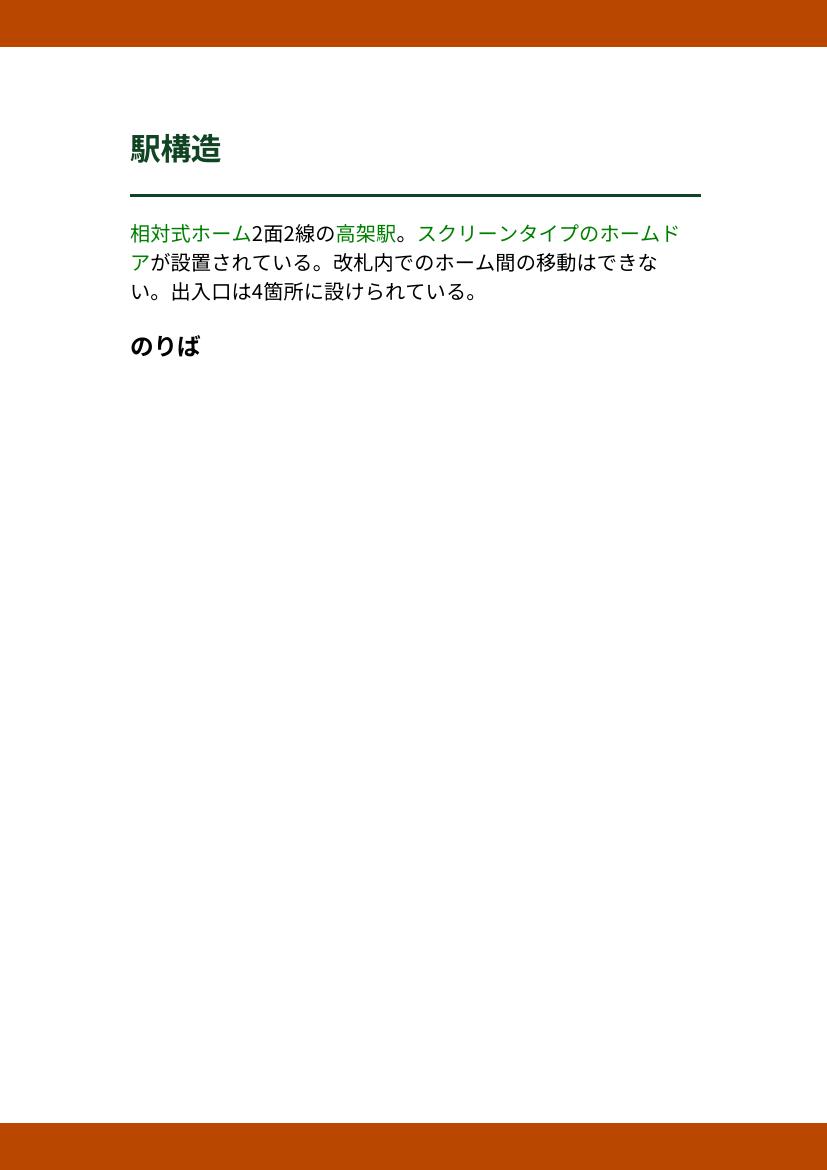 駅構造
相対式ホーム2面2線の高架駅。スクリーンタイプのホームド
アが設置されている。改札内でのホーム間の移動はできな
い。出入口は4箇所に設けられている。
のりば